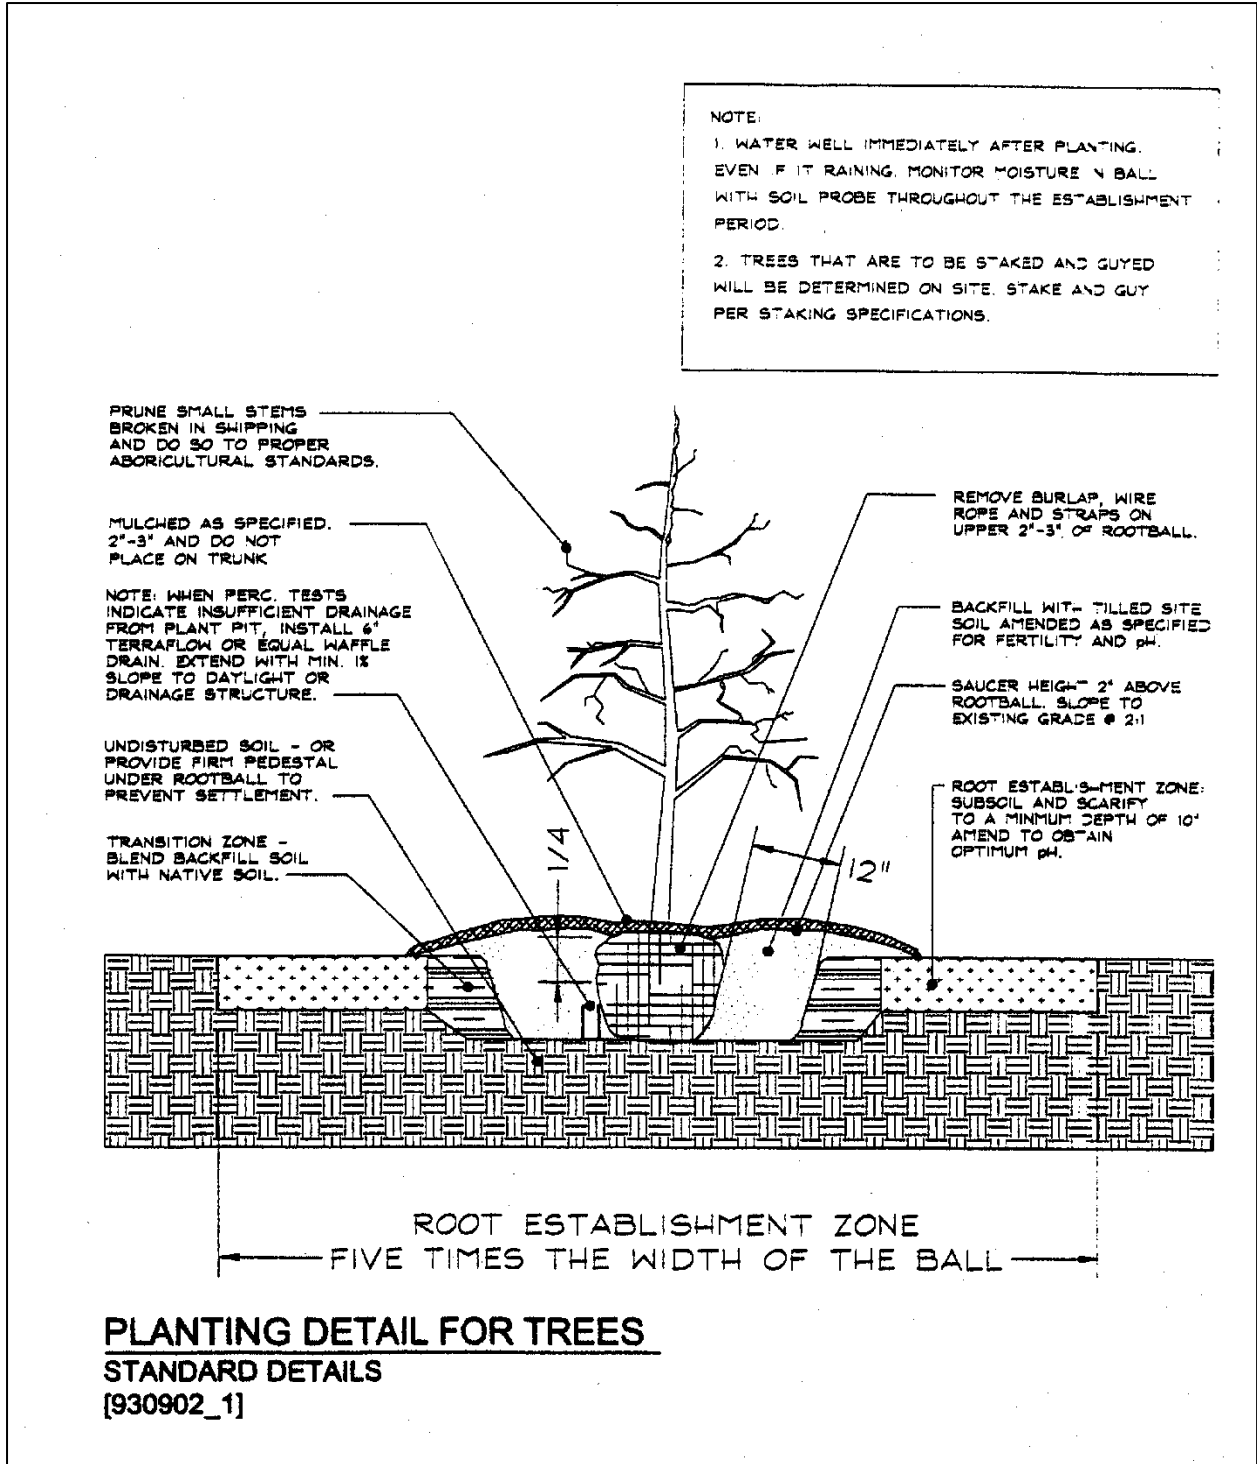 NOTE:
1. WATER WELL IMMEDIATELY AFTER PLANTING.
EVEN IF IT RAINING. MONITOR MOISTURE IN BALL
WITH SOIL PROBE THROUGHOUT THE ESTABLISHMENT
PERIOD.
2. TREES THAT ARE TO BE STAKED AND GUYED
WILL BE DETERMINED ON SITE. STAKE AND GUY
PER STAKING SPECIFICATIONS.
PRUNE SMALL STEMS
BROKEN IN SHIPPING
AND DO SO TO PROPER
ABORICULTURAL STANDARDS.
MULCHED AS SPECIFIED.
2"-3" AND DO NOT
PLACE ON TRUNK
NOTE: WHEN PERC. TESTS
INDICATE INSUFFICIENT DRAINAGE
FROM PLANT PIT, INSTALL 6"
TERRAFLOW OR EQUAL WAFFLE
DRAIN. EXTEND WITH MIN. 1%
SLOPE TO DAYLIGHT OR
DRAINAGE STRUCTURE.
UNDISTURBED SOIL - OR
PROVIDE FIRM PEDESTAL
UNDER ROOTBALL TO
PREVENT SETTLEMENT.
TRANSITION ZONE -
BLEND BACKFILL SOIL
WITH NATIVE SOIL.
REMOVE BURLAP, WIRE
ROPE AND STRAPS ON
UPPER 2"-3" OF ROOTBALL.
BACKFILL WITH TILLED SITE
SOIL AMENDED AS SPECIFIED
FOR FERTILITY AND pH.
SAUCER HEIGHT 2" ABOVE
ROOTBALL. SLOPE TO
EXISTING GRADE @ 2:1
ROOT ESTABLISHMENT ZONE:
SUBSOIL AND SCARIFY
TO A MINMUM DEPTH OF 10"
AMEND TO OBTAIN
OPTIMUM pH.
1/4
12"
ROOT ESTABLISHMENT ZONE
FIVE TIMES THE WIDTH OF THE BALL
PLANTING DETAIL FOR TREES
STANDARD DETAILS
[930902_1]